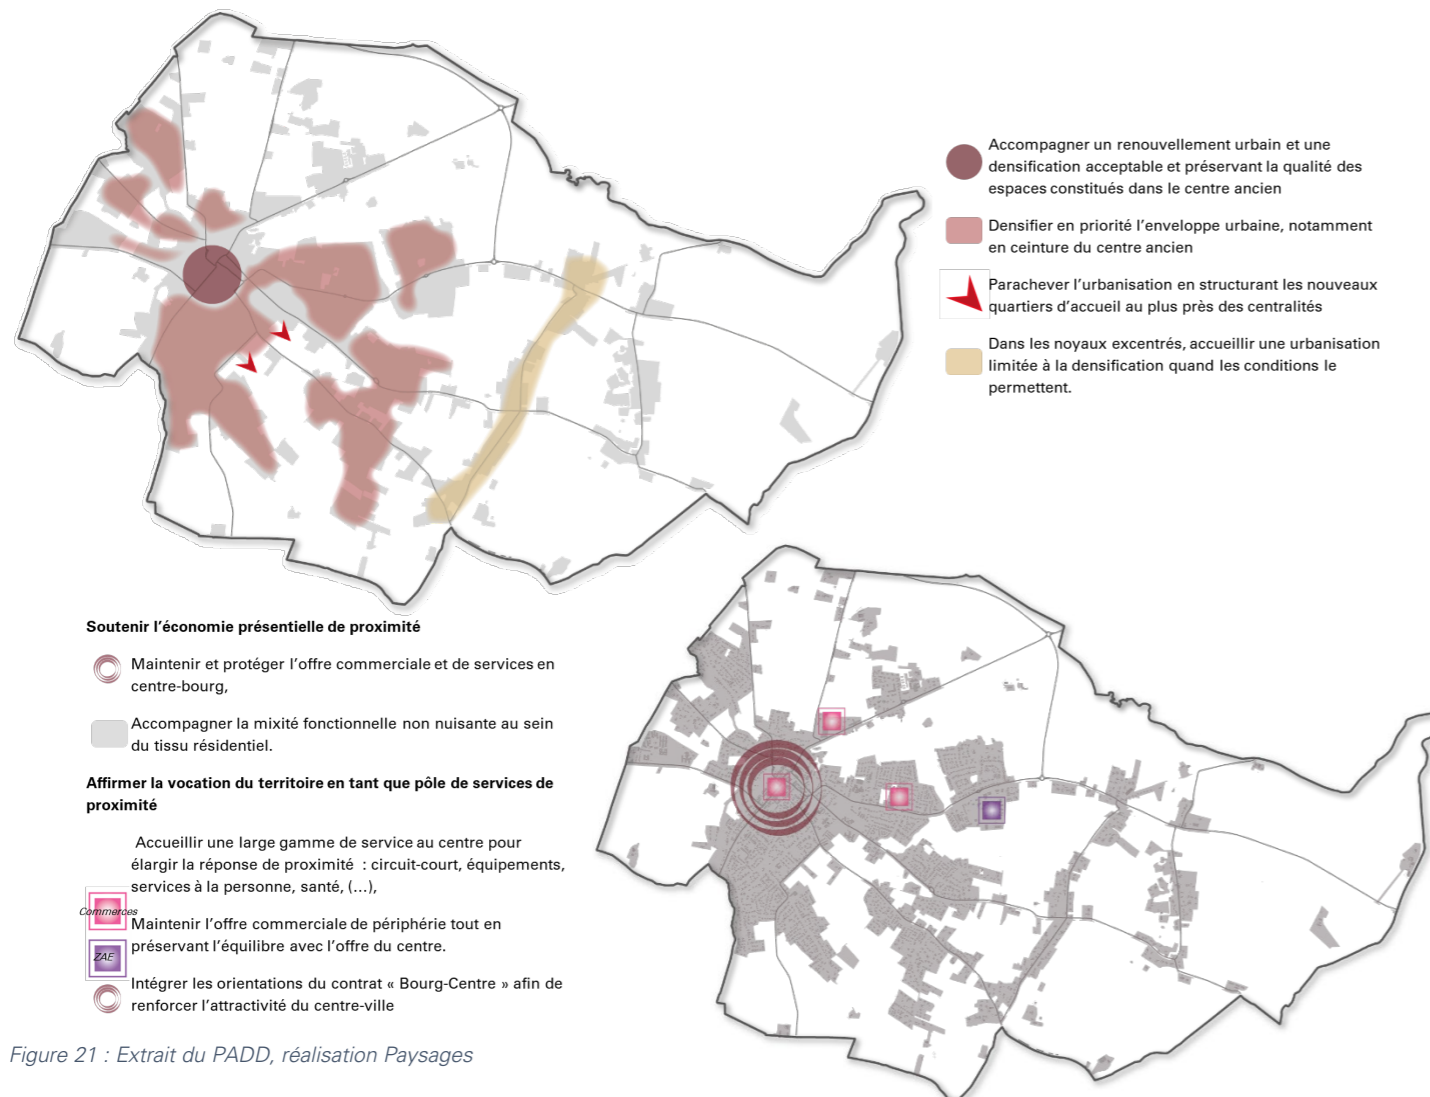 Accompagner un renouvellement urbain et une
densification acceptable et préservant la qualité des
espaces constitués dans le centre ancien
Densifier en priorité l’enveloppe urbaine, notamment
en ceinture du centre ancien
Parachever l’urbanisation en structurant les nouveaux
quartiers d’accueil au plus près des centralités
Dans les noyaux excentrés, accueillir une urbanisation
limitée à la densification quand les conditions le
permettent.
Soutenir l’économie présentielle de proximité
Maintenir et protéger l’offre commerciale et de services en
centre-bourg,
Accompagner la mixité fonctionnelle non nuisante au sein
du tissu résidentiel.
Affirmer la vocation du territoire en tant que pôle de services de
proximité
Accueillir une large gamme de service au centre pour
élargir la réponse de proximité : circuit-court, équipements,
services à la personne, santé, (...),
Commerces
Maintenir l’offre commerciale de périphérie tout en
préservant l’équilibre avec l’offre du centre.
ZAE
Intégrer les orientations du contrat « Bourg-Centre » afin de
renforcer l’attractivité du centre-ville
Figure 21 : Extrait du PADD, réalisation Paysages